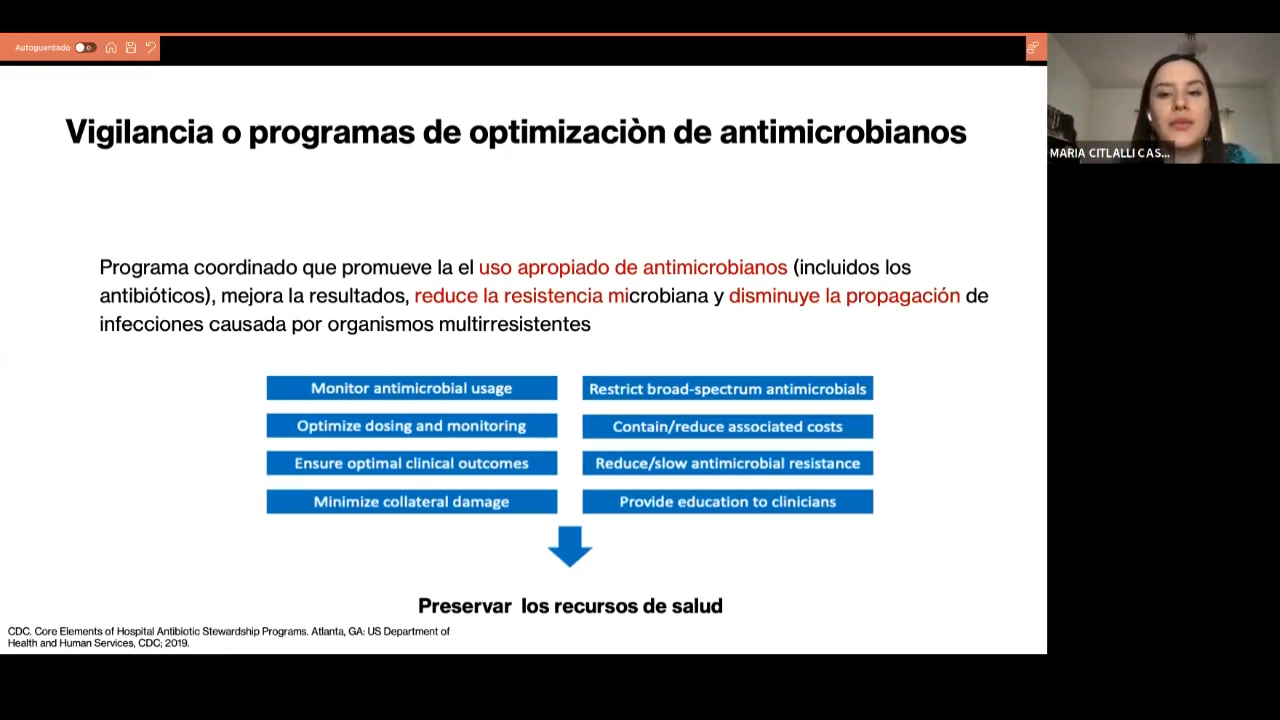 Autoguardado
Vigilancia o programas de optimizaciòn de antimicrobianos
MARIA CITLALLI CAS...
Programa coordinado que promueve la el uso apropiado de antimicrobianos (incluidos los
antibióticos), mejora la resultados, reduce la resistencia microbiana y disminuye la propagación de
infecciones causada por organismos multirresistentes
Monitor antimicrobial usage
Restrict broad-spectrum antimicrobials
Optimize dosing and monitoring
Contain/reduce associated costs
Ensure optimal clinical outcomes
Reduce/slow antimicrobial resistance
Minimize collateral damage
Provide education to clinicians
Preservar los recursos de salud
CDC. Core Elements of Hospital Antibiotic Stewardship Programs. Atlanta, GA: US Department of
Health and Human Services, CDC; 2019.